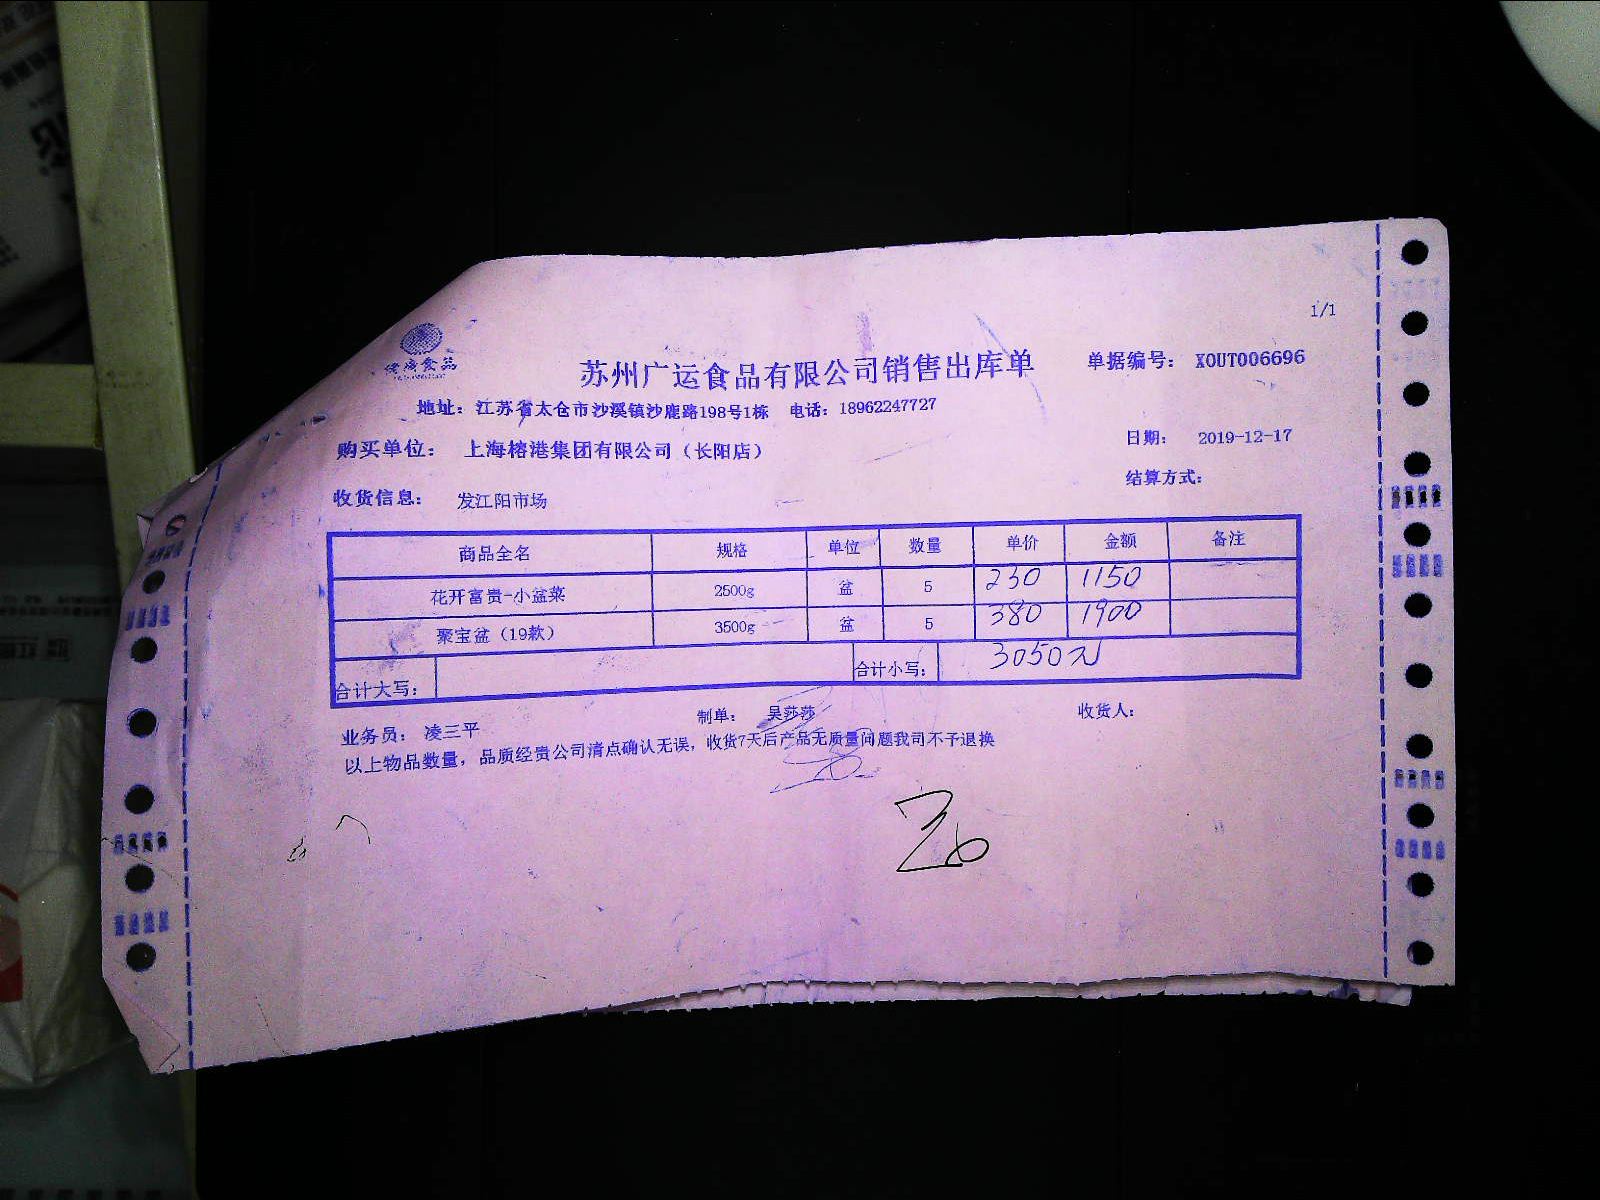 1/1
苏州广运食品有限公司销售出库单 单据编号: XOUT006696
地址: 江苏省太仓市沙溪镇沙鹿路198号1栋 电话: 18962247727
购买单位: 上海榕港集团有限公司（长阳店） 日期: 2019-12-17
结算方式:
收货信息: 发江阳市场
商品全名 规格 单位 数量 单价 金额 备注
花开富贵-小盆菜 2500g 盆 5 230 1150
聚宝盆（19款） 3500g 盆 5 380 1900
合计大写: 合计小写: 3050元
业务员: 凌三平 制单: 吴莎莎 收货人:
以上物品数量，品质经贵公司清点确认无误，收货7天后产品无质量问题我司不予退换